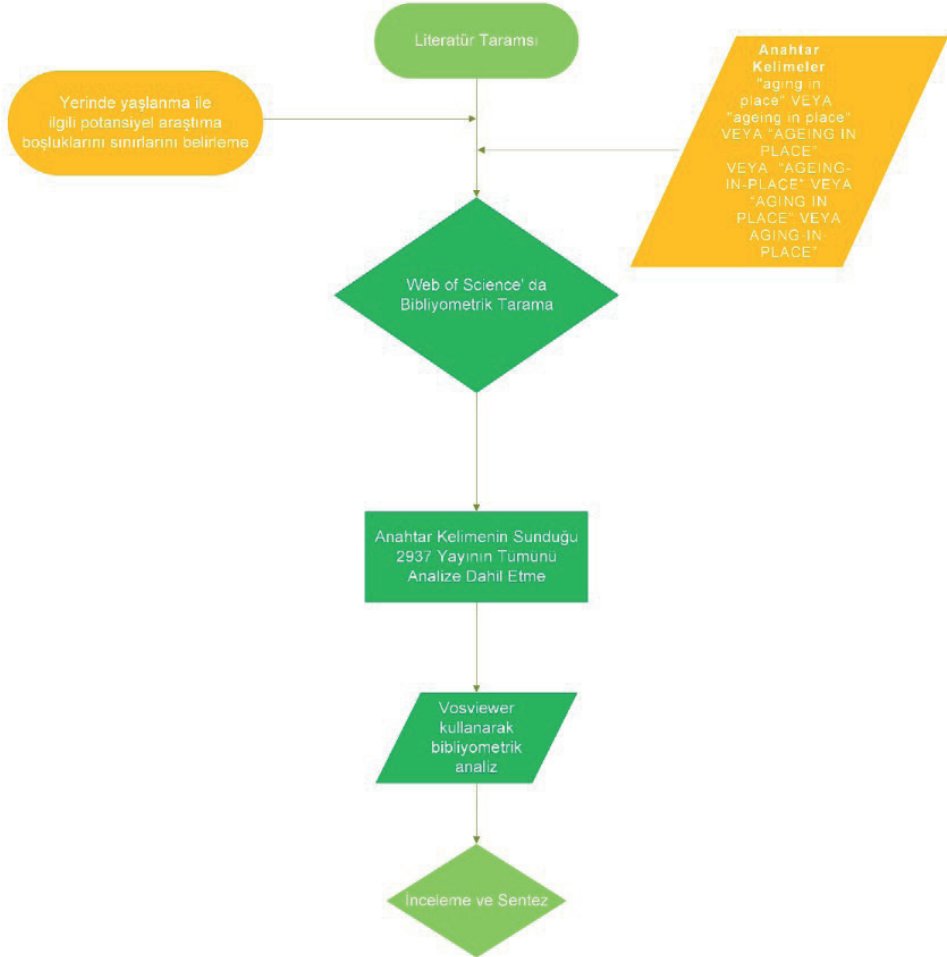 Literatür Taraması
Yerinde yaşlanma ile
ilgili potansiyel araştıma
boşluklarını sınırlarını belirleme
Anahtar
Kelimeler
"aging in
place" VEYA
"ageing in place"
VEYA "AGEING IN
PLACE"
VEYA "AGEING-
IN-PLACE" VEYA
"AGING IN
PLACE" VEYA
AGING-IN-
PLACE"
Web of Science' da
Bibliyometrik Tarama
Anahtar Kelimenin Sunduğu
2937 Yayının Tümünü
Analize Dahil Etme
Vosviewer
kullanarak
bibliyometrik
analiz
İnceleme ve Sentez